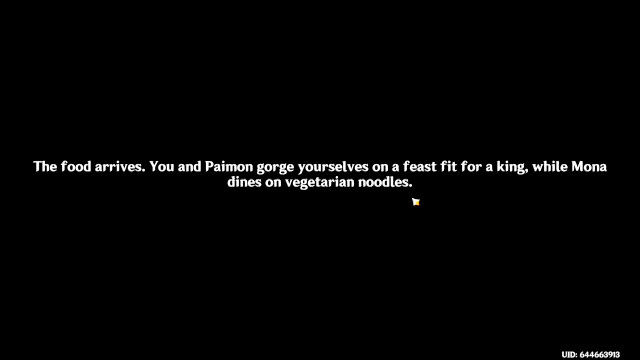 The food arrives. You and Paimon gorge yourselves on a feast fit for a king, while Mona
dines on vegetarian noodles.
UID: 644663913